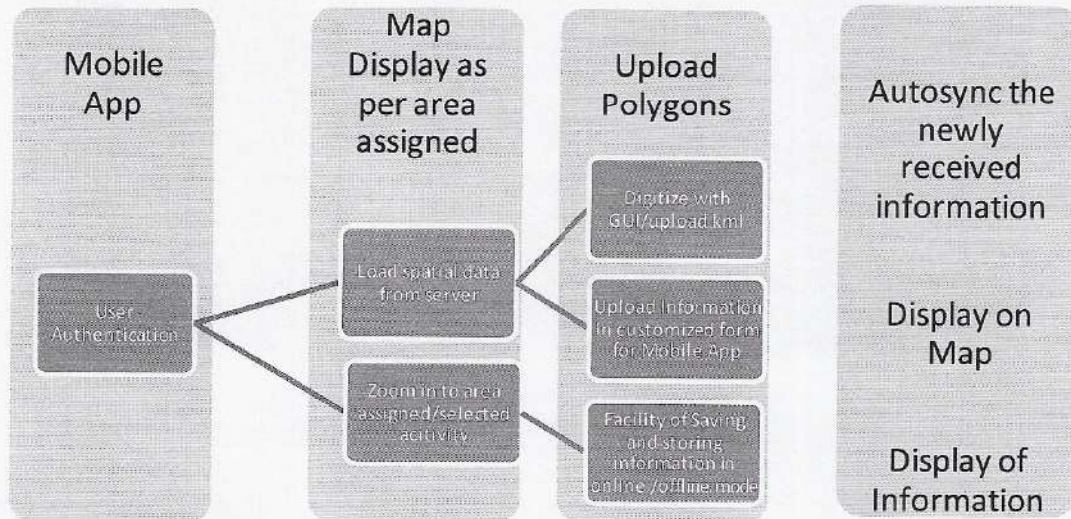 Mobile
App
User
Authentication
Map
Display as
per area
assigned
Load spatial data
from server
Zoom in to area
assigned/selected
acitivity
Upload
Polygons
Digitize with
GUI/upload kml
Upload Information
in customized form
for Mobile App
Facility of Saving
and storing
information in
online /offline mode
Autosync the
newly
received
information
Display on
Map
Display of
Information